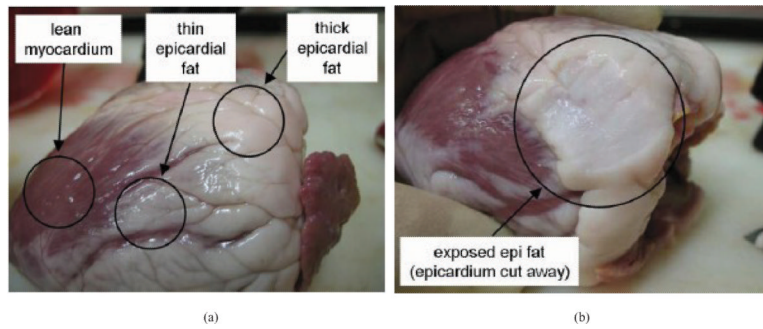 lean
myocardium
thin
epicardial
fat
thick
epicardial
fat
exposed epi fat
(epicardium cut away)
(a)
(b)